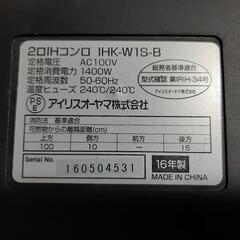 2口IHコンロ IHK-W1S-B
定格電圧 AC100V
定格消費電力 1400W
定格周波数 50-60Hz
温度ヒューズ 240℃/240℃
総務省基準適合
型式確認 第IRIH-34号
PS
E
アイリスオーヤマ株式会社
消防法 基準適合
可燃物からの離隔距離(cm)
上方 側方 前方 後方
100 10 ― 15
Serial No.
160504531
16年製
MADE IN CHINA